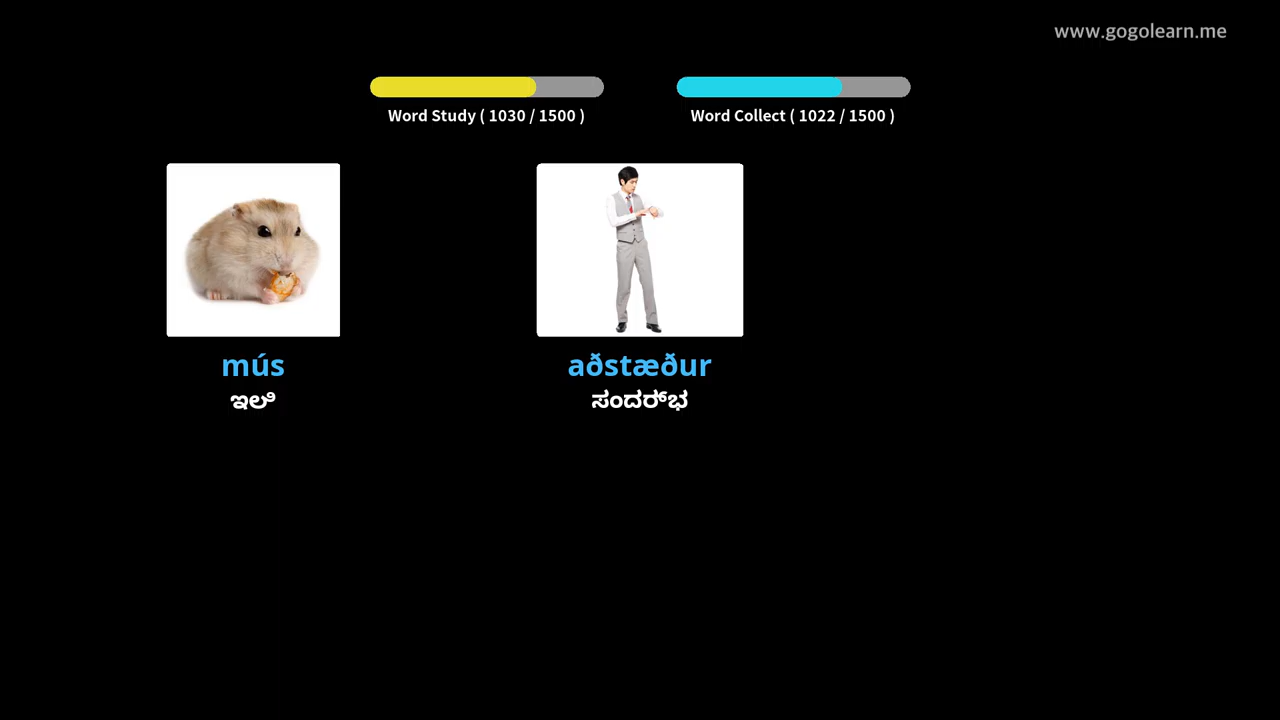 www.gogolearn.me
Word Study ( 1030 / 1500 )
Word Collect ( 1022 / 1500 )
mús
aðstæður
ಇಲಿ
ಸಂದರ್ಭ